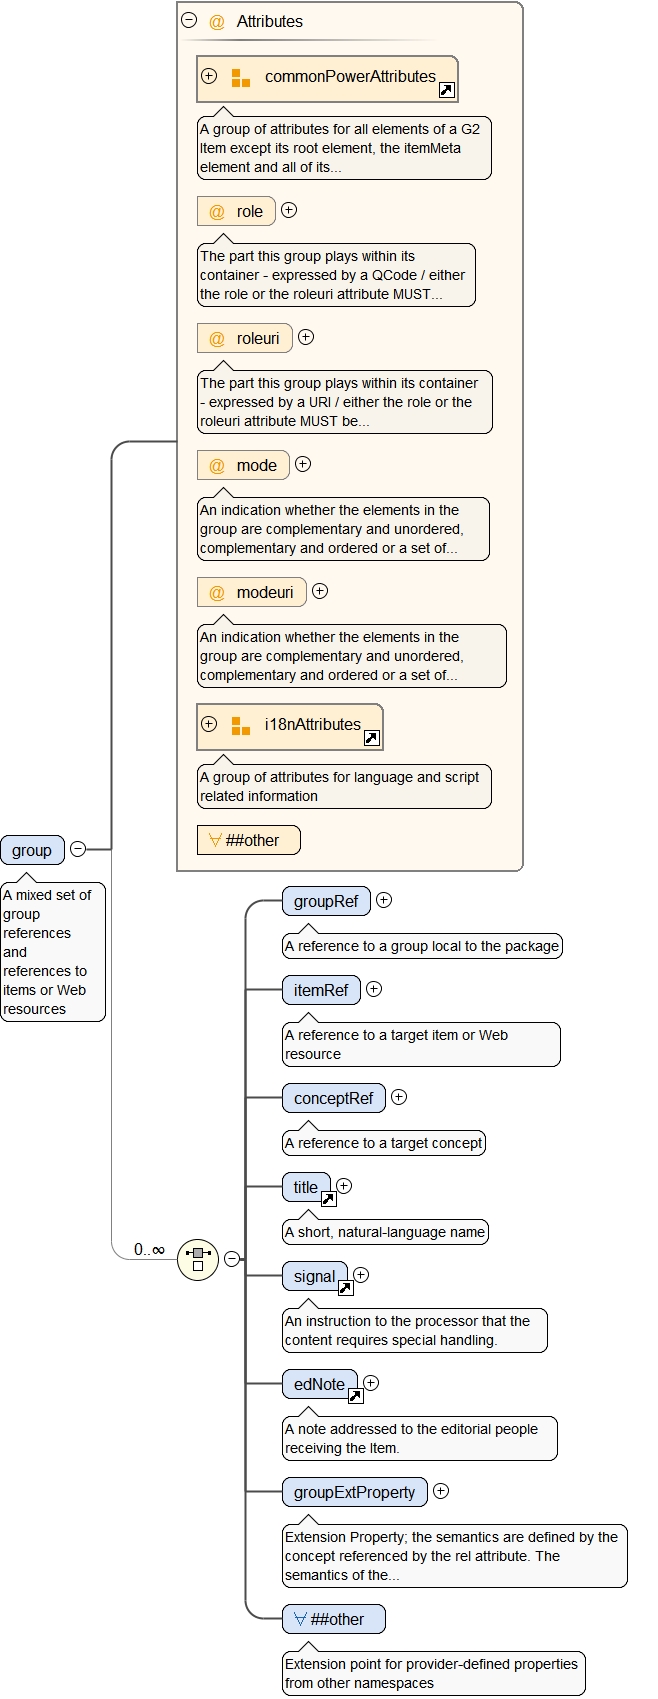 @ Attributes
commonPowerAttributes
A group of attributes for all elements of a G2
Item except its root element, the itemMeta
element and all of its...
@ role
The part this group plays within its
container - expressed by a QCode / either
the role or the roleuri attribute MUST...
@ roleuri
The part this group plays within its container
- expressed by a URI / either the role or the
roleuri attribute MUST be...
@ mode
An indication whether the elements in the
group are complementary and unordered,
complementary and ordered or a set of...
@ modeuri
An indication whether the elements in the
group are complementary and unordered,
complementary and ordered or a set of...
i18nAttributes
A group of attributes for language and script
related information
∀ ##other
group
A mixed set of
group
references
and
references to
items or Web
resources
0..∞
groupRef
A reference to a group local to the package
itemRef
A reference to a target item or Web
resource
conceptRef
A reference to a target concept
title
A short, natural-language name
signal
An instruction to the processor that the
content requires special handling.
edNote
A note addressed to the editorial people
receiving the Item.
groupExtProperty
Extension Property; the semantics are defined by the
concept referenced by the rel attribute. The
semantics of the...
∀ ##other
Extension point for provider-defined properties
from other namespaces